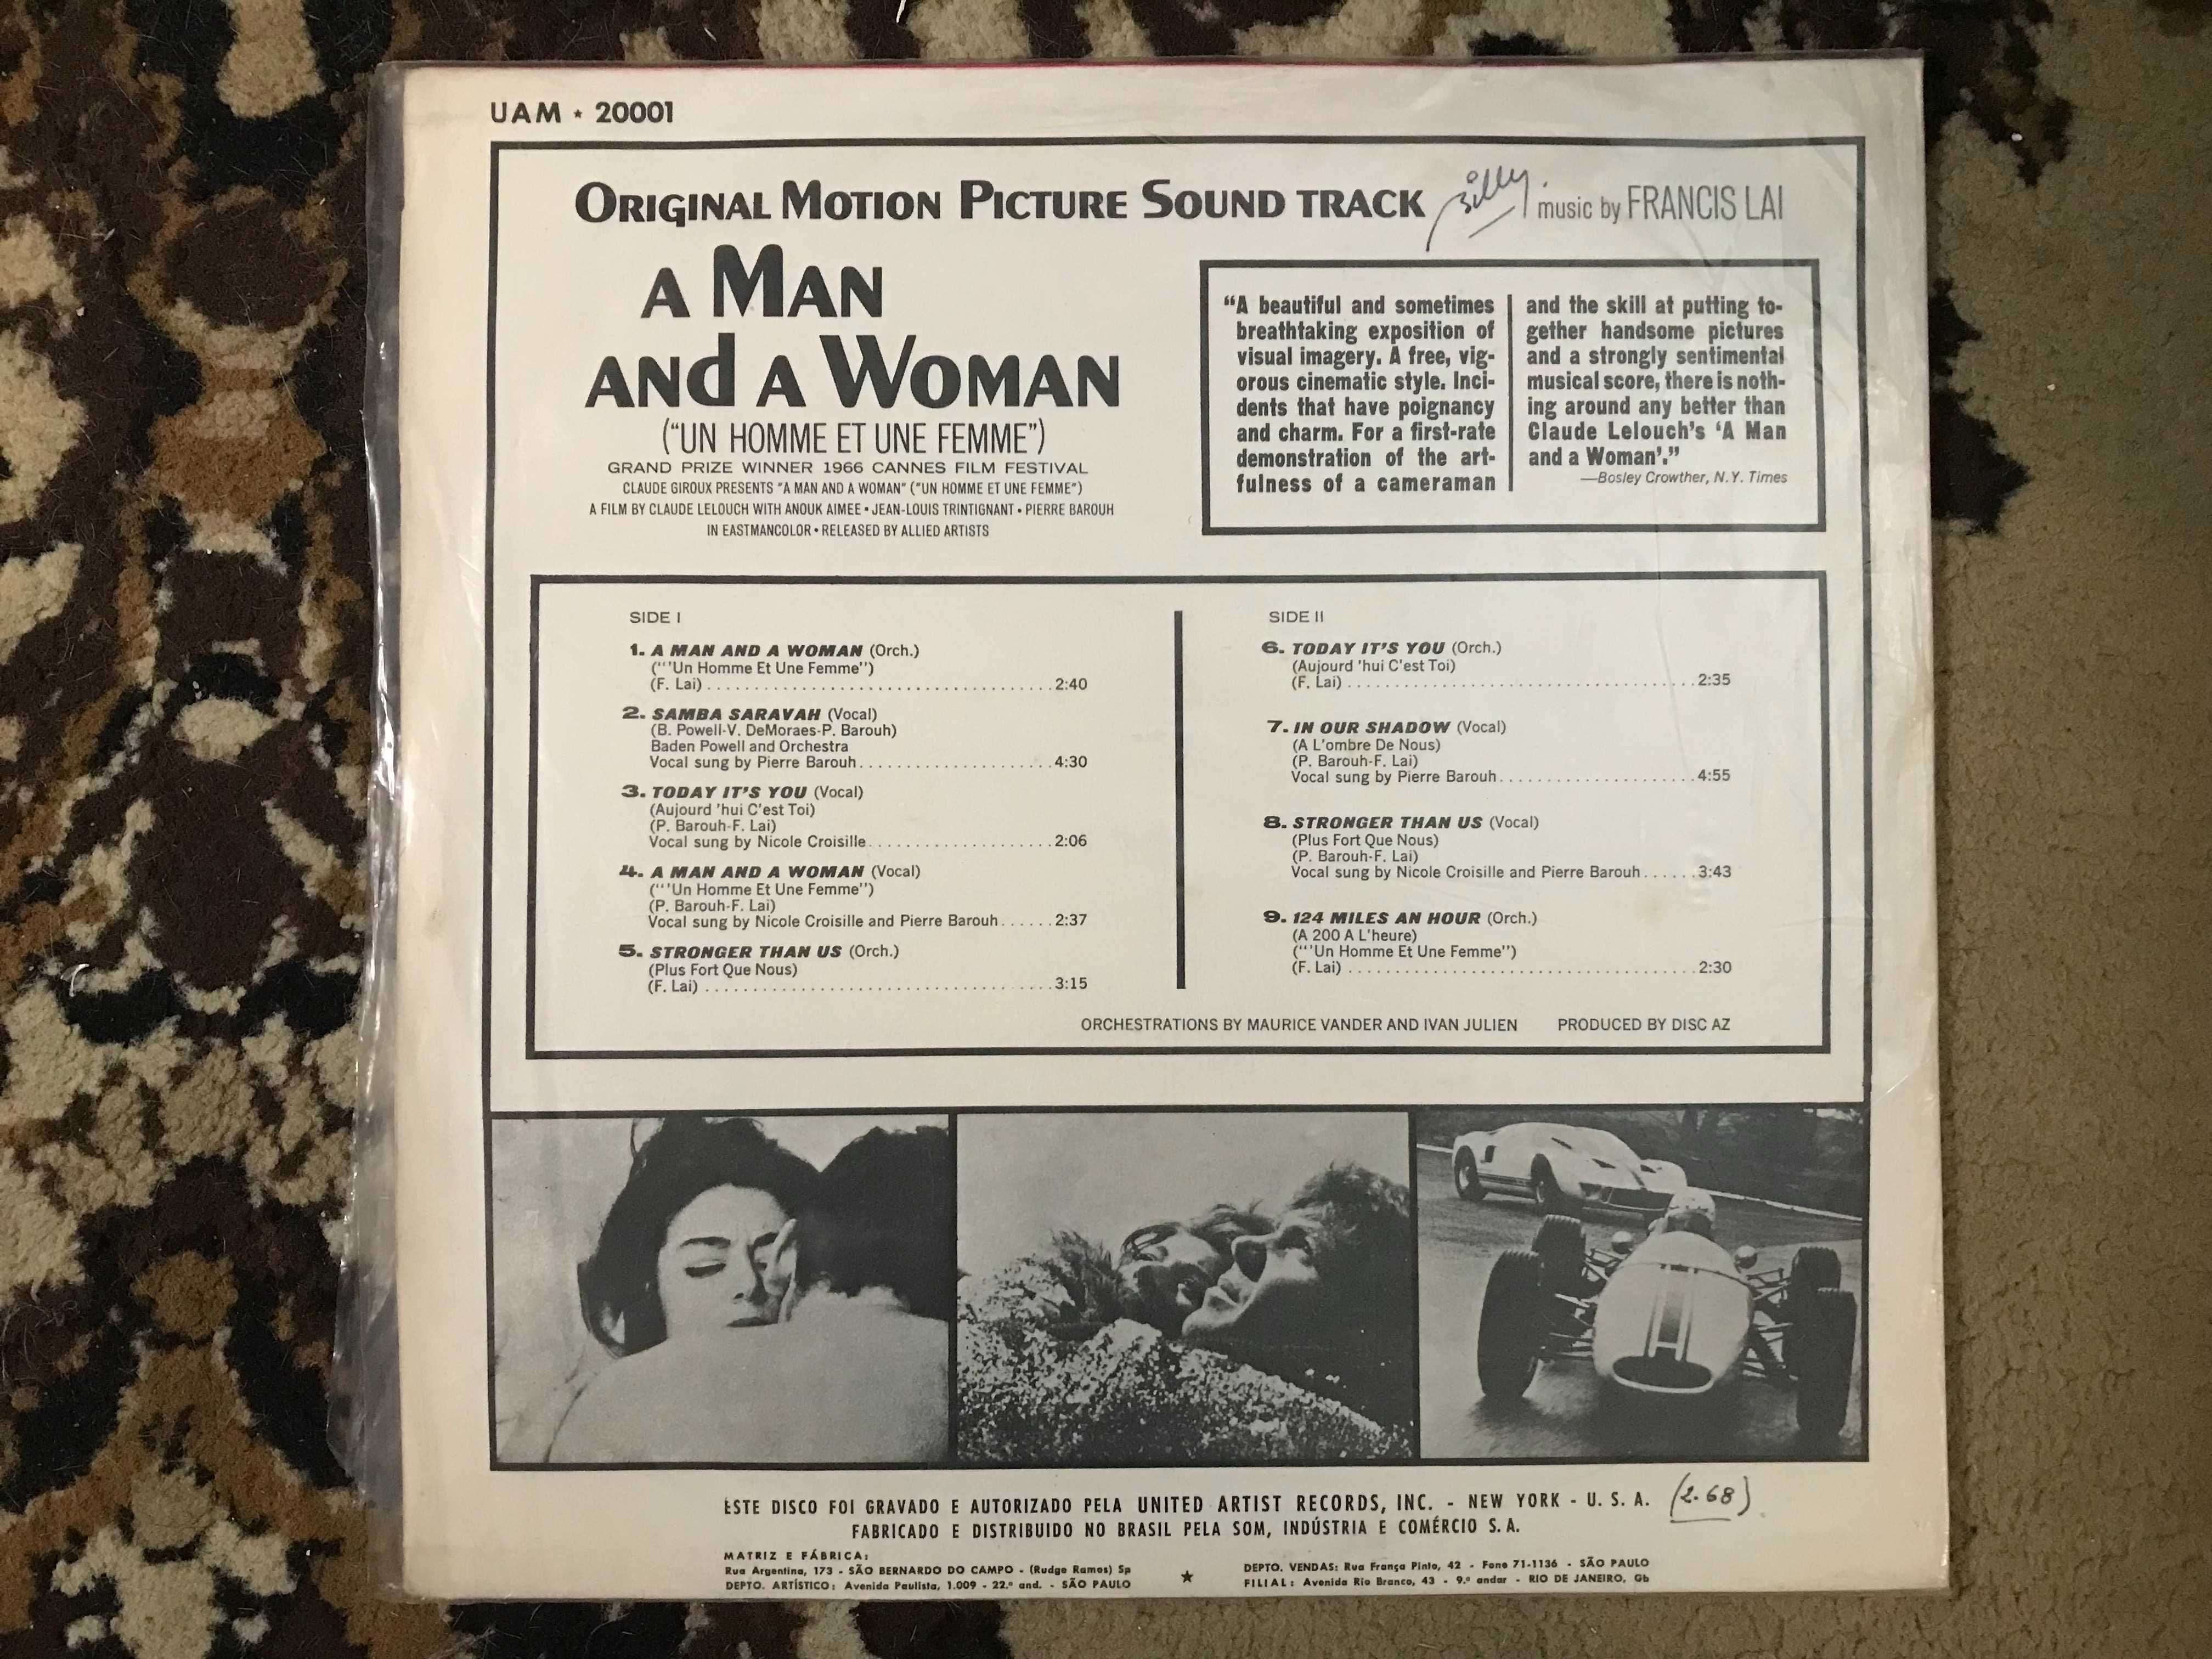 UAM ★ 20001
ORIGINAL MOTION PICTURE SOUND TRACK
Billy.
music by FRANCIS LAI
A MAN
AND A WOMAN
("UN HOMME ET UNE FEMME")
GRAND PRIZE WINNER 1966 CANNES FILM FESTIVAL
CLAUDE GIROUX PRESENTS "A MAN AND A WOMAN" ("UN HOMME ET UNE FEMME")
A FILM BY CLAUDE LELOUCH WITH ANOUK AIMEE • JEAN-LOUIS TRINTIGNANT • PIERRE BAROUH
IN EASTMANCOLOR • RELEASED BY ALLIED ARTISTS
"A beautiful and sometimes
breathtaking exposition of
visual imagery. A free, vig-
orous cinematic style. Inci-
dents that have poignancy
and charm. For a first-rate
demonstration of the art-
fulness of a cameraman
and the skill at putting to-
gether handsome pictures
and a strongly sentimental
musical score, there is noth-
ing around any better than
Claude Lelouch's 'A Man
and a Woman'."
—Bosley Crowther, N.Y. Times
SIDE I
1. A MAN AND A WOMAN (Orch.)
("'Un Homme Et Une Femme")
(F. Lai) 2:40
2. SAMBA SARAVAH (Vocal)
(B. Powell-V. DeMoraes-P. Barouh)
Baden Powell and Orchestra
Vocal sung by Pierre Barouh 4:30
3. TODAY IT'S YOU (Vocal)
(Aujourd 'hui C'est Toi)
(P. Barouh-F. Lai)
Vocal sung by Nicole Croisille 2:06
4. A MAN AND A WOMAN (Vocal)
("'Un Homme Et Une Femme")
(P. Barouh-F. Lai)
Vocal sung by Nicole Croisille and Pierre Barouh 2:37
5. STRONGER THAN US (Orch.)
(Plus Fort Que Nous)
(F. Lai) 3:15
SIDE II
6. TODAY IT'S YOU (Orch.)
(Aujourd 'hui C'est Toi)
(F. Lai) 2:35
7. IN OUR SHADOW (Vocal)
(A L'ombre De Nous)
(P. Barouh-F. Lai)
Vocal sung by Pierre Barouh 4:55
8. STRONGER THAN US (Vocal)
(Plus Fort Que Nous)
(P. Barouh-F. Lai)
Vocal sung by Nicole Croisille and Pierre Barouh 3:43
9. 124 MILES AN HOUR (Orch.)
(A 200 A L'heure)
("'Un Homme Et Une Femme")
(F. Lai) 2:30
ORCHESTRATIONS BY MAURICE VANDER AND IVAN JULIEN PRODUCED BY DISC AZ
ESTE DISCO FOI GRAVADO E AUTORIZADO PELA UNITED ARTIST RECORDS, INC. - NEW YORK - U. S. A.
(2.68)
FABRICADO E DISTRIBUIDO NO BRASIL PELA SOM, INDÚSTRIA E COMÉRCIO S. A.
MATRIZ E FÁBRICA:
Rua Argentina, 173 - SÃO BERNARDO DO CAMPO - (Rudge Ramos) Sp
DEPTO. ARTÍSTICO: Avenida Paulista, 1.009 - 22.º and. - SÃO PAULO
★
DEPTO. VENDAS: Rua França Pinto, 42 - Fone 71-1136 - SÃO PAULO
FILIAL: Avenida Rio Branco, 43 - 9.º andar - RIO DE JANEIRO, Gb